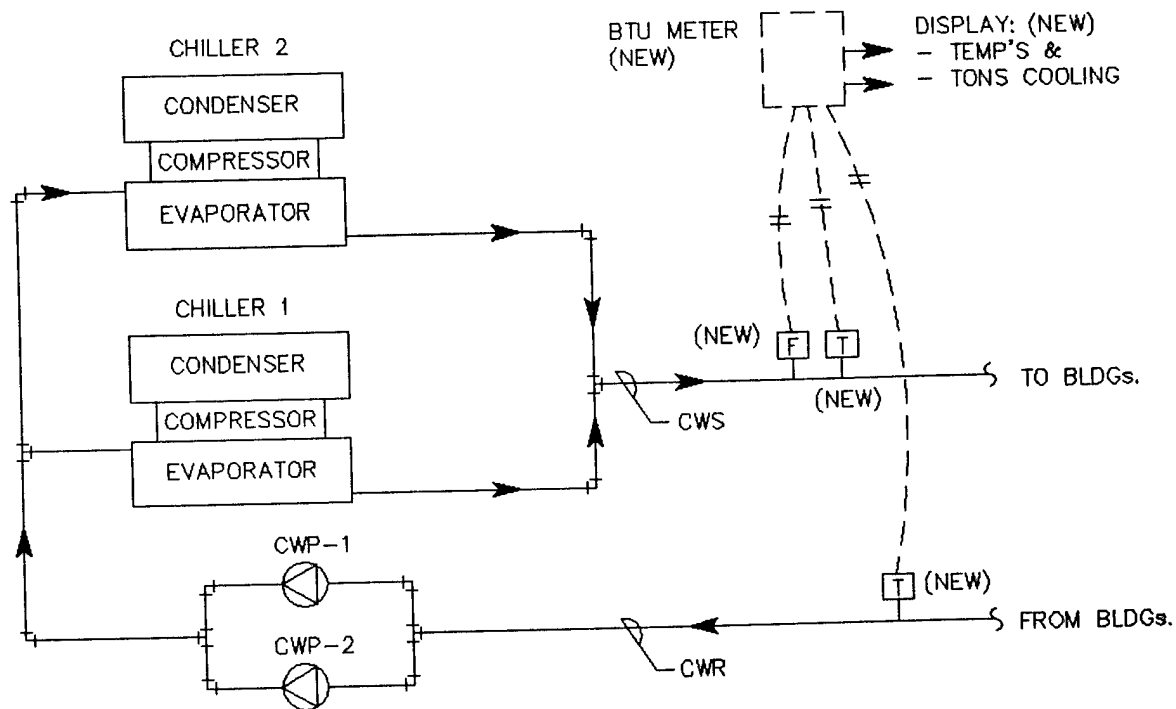 CHILLER 2
CONDENSER
COMPRESSOR
EVAPORATOR
BTU METER
(NEW)
DISPLAY: (NEW)
- TEMP'S &
- TONS COOLING
CHILLER 1
CONDENSER
COMPRESSOR
EVAPORATOR
(NEW)
F
T
(NEW)
TO BLDGs.
CWS
CWP-1
CWP-2
T
(NEW)
FROM BLDGs.
CWR